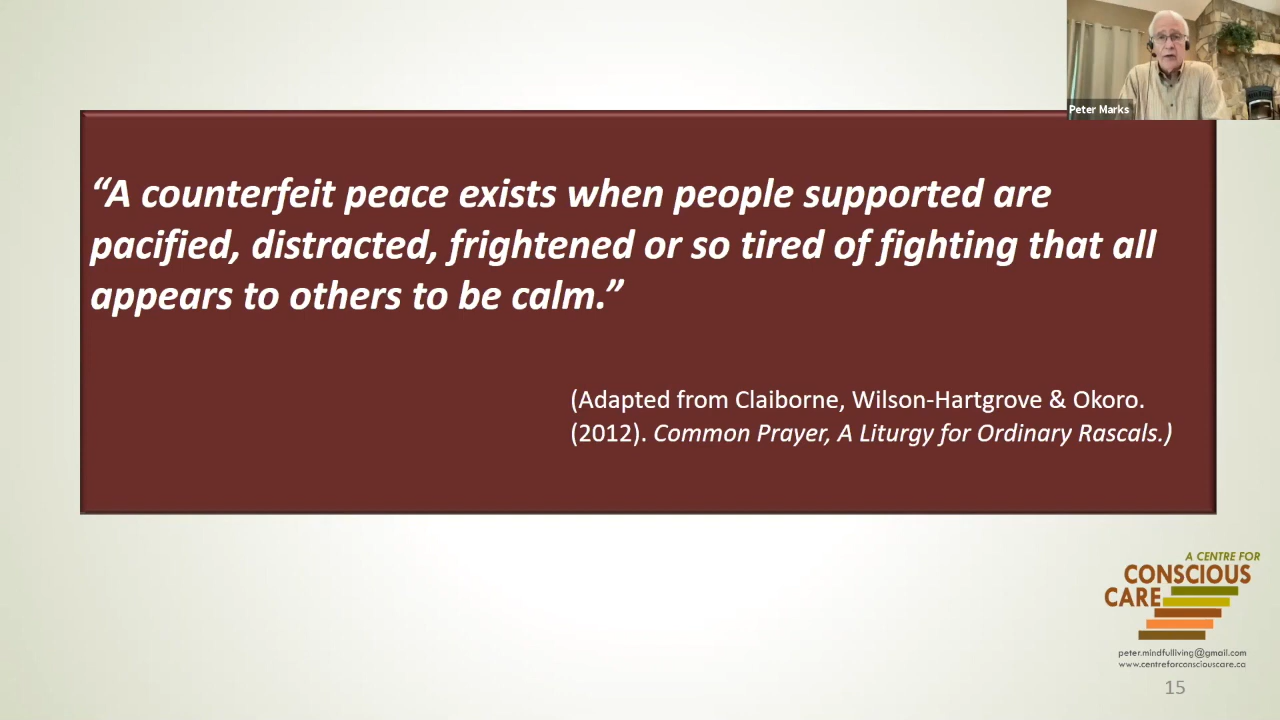 Peter Marks
“A counterfeit peace exists when people supported are
pacified, distracted, frightened or so tired of fighting that all
appears to others to be calm.”
(Adapted from Claiborne, Wilson-Hartgrove & Okoro.
(2012). Common Prayer, A Liturgy for Ordinary Rascals.)
A CENTRE FOR
CONSCIOUS
CARE
peter.mindfulliving@gmail.com
www.centreforconsciouscare.ca
15